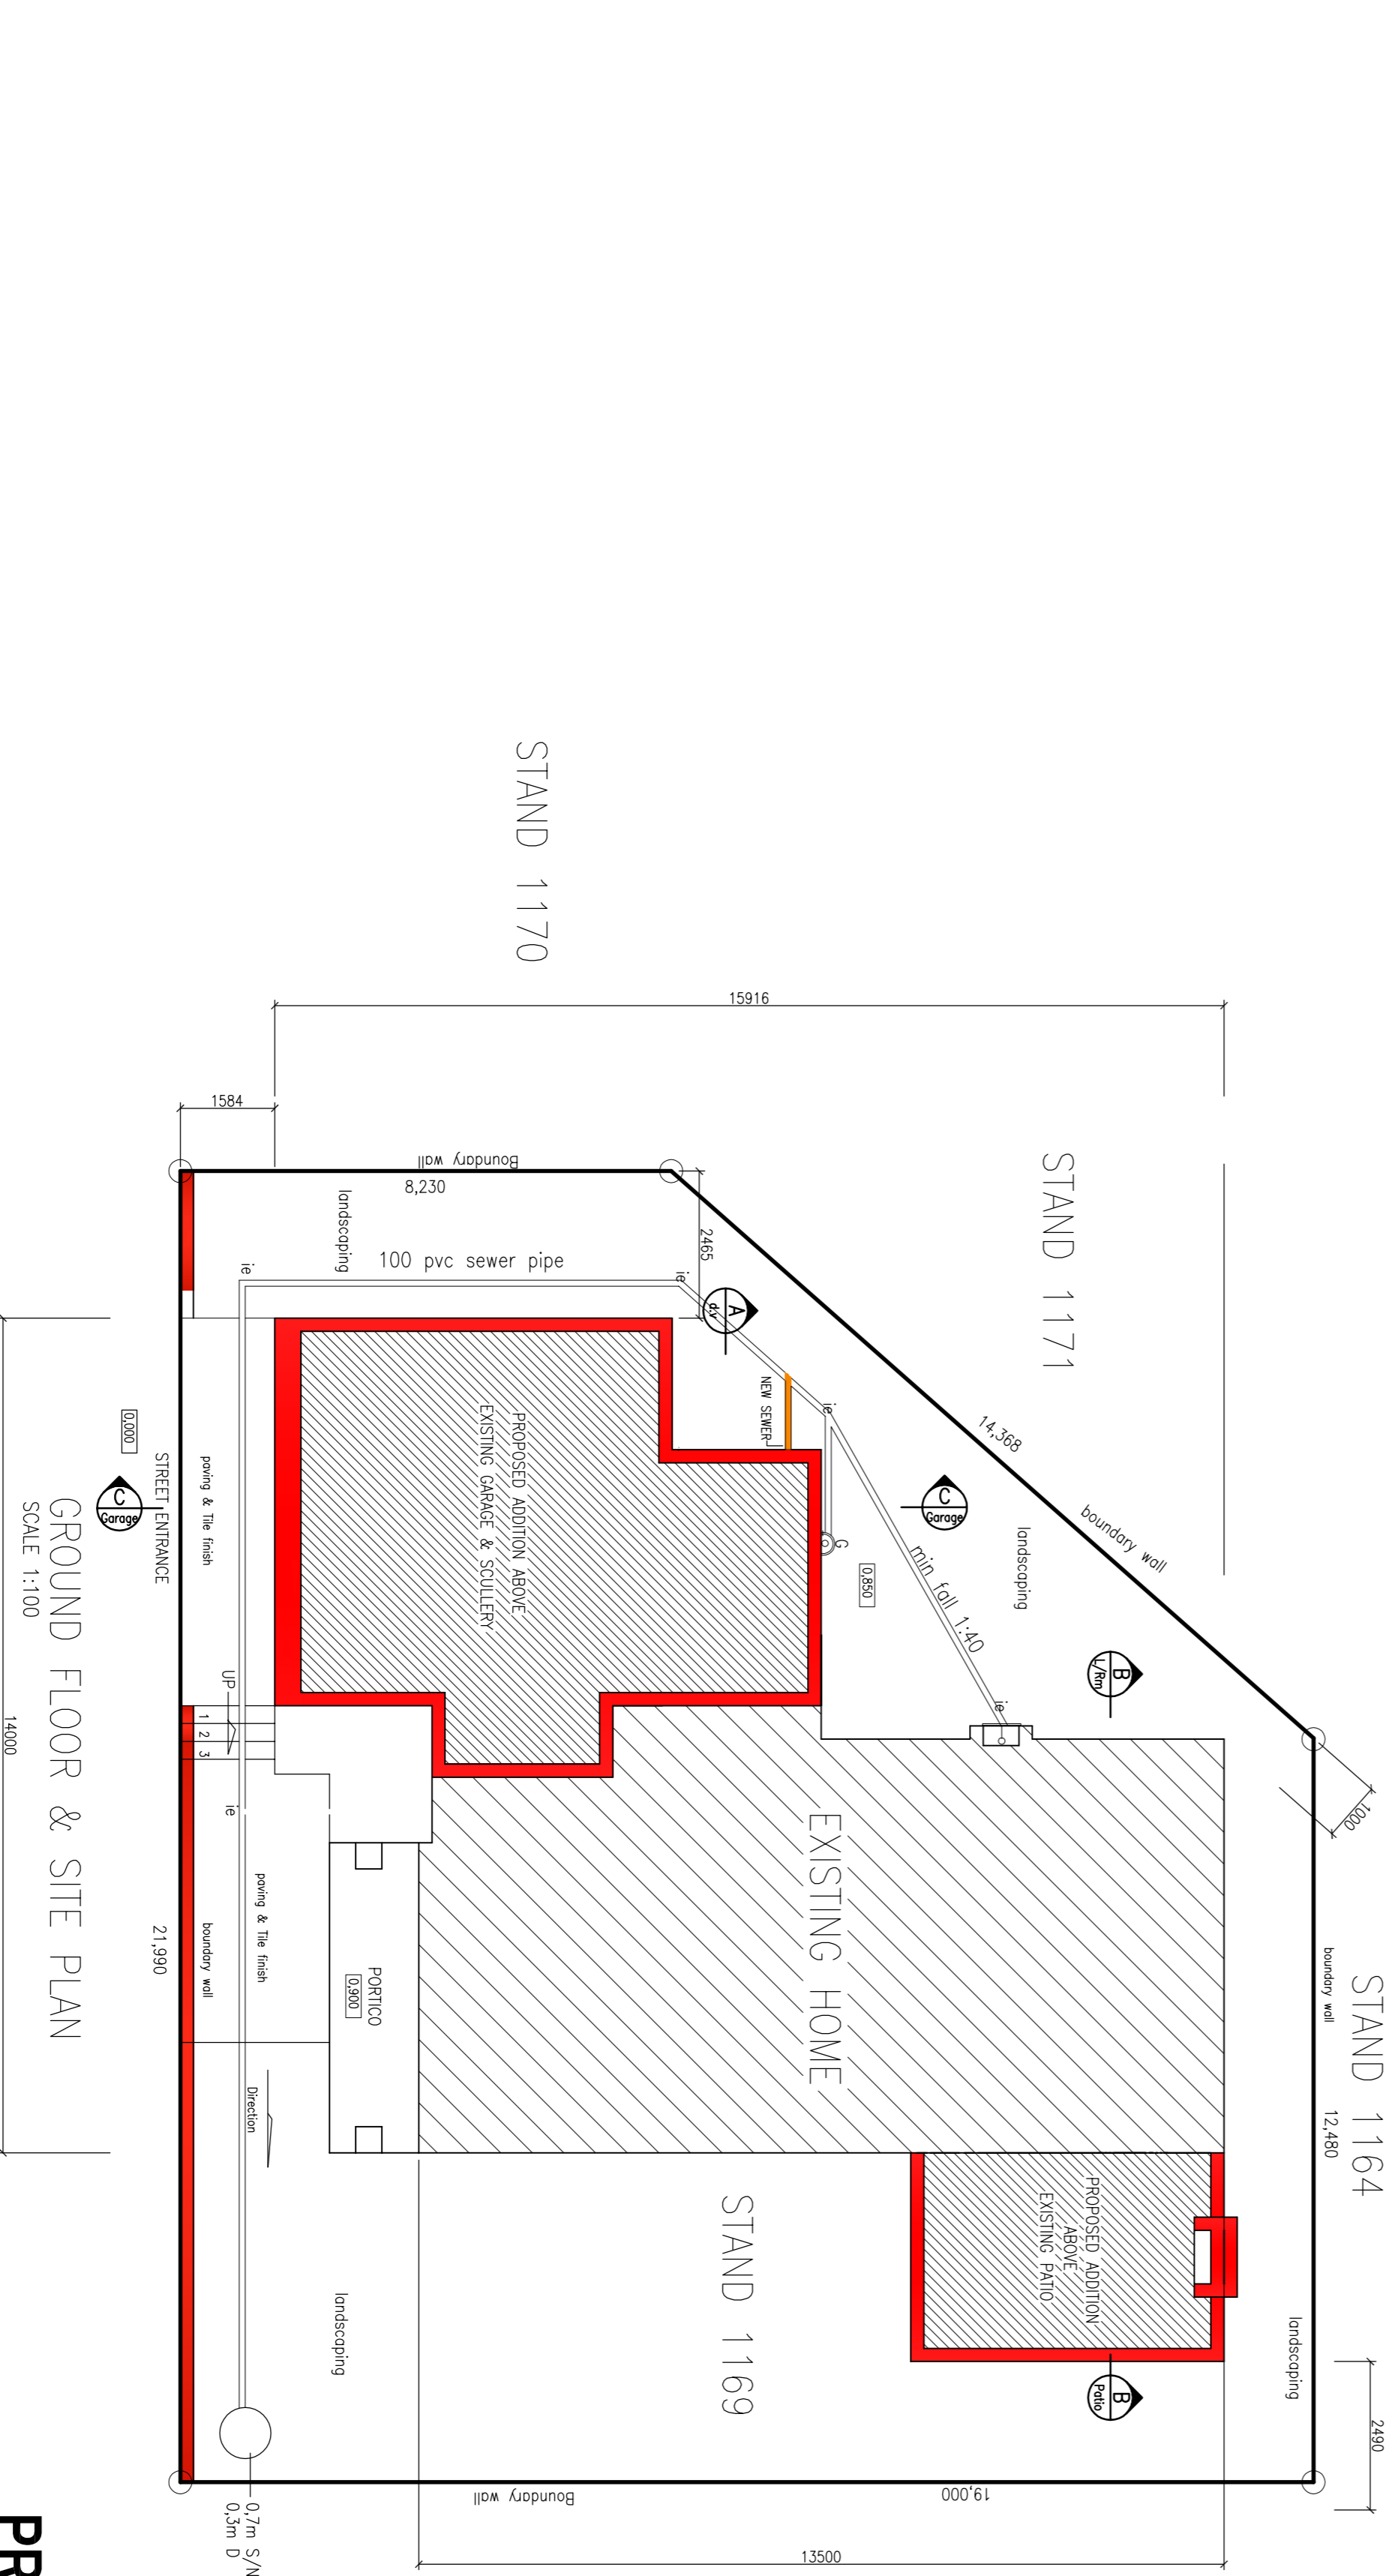 STAND 1170
STAND 1171
STAND 1164
STAND 1169
15916
1584
Boundary wall
8,230
landscaping
100 pvc sewer pipe
2465
ie
ie
A
d:y
NEW SEWER
ie
G
14,368
boundary wall
C
Garage
landscaping
0,850
min fall 1:40
B
L/Rm
ie
1000
PROPOSED ADDITION ABOVE
EXISTING GARAGE & SCULLERY
paving & Tile finish
STREET ENTRANCE
0,000
C
Garage
UP
1
2
3
ie
EXISTING HOME
paving & Tile finish
boundary wall
PORTICO
0,900
21,990
Direction
boundary wall
12,480
PROPOSED ADDITION
ABOVE
EXISTING PATIO
landscaping
landscaping
B
Patio
2490
19,000
Boundary wall
13500
0,7m S/N
0,3m D
14000
GROUND FLOOR & SITE PLAN
SCALE 1:100
PR